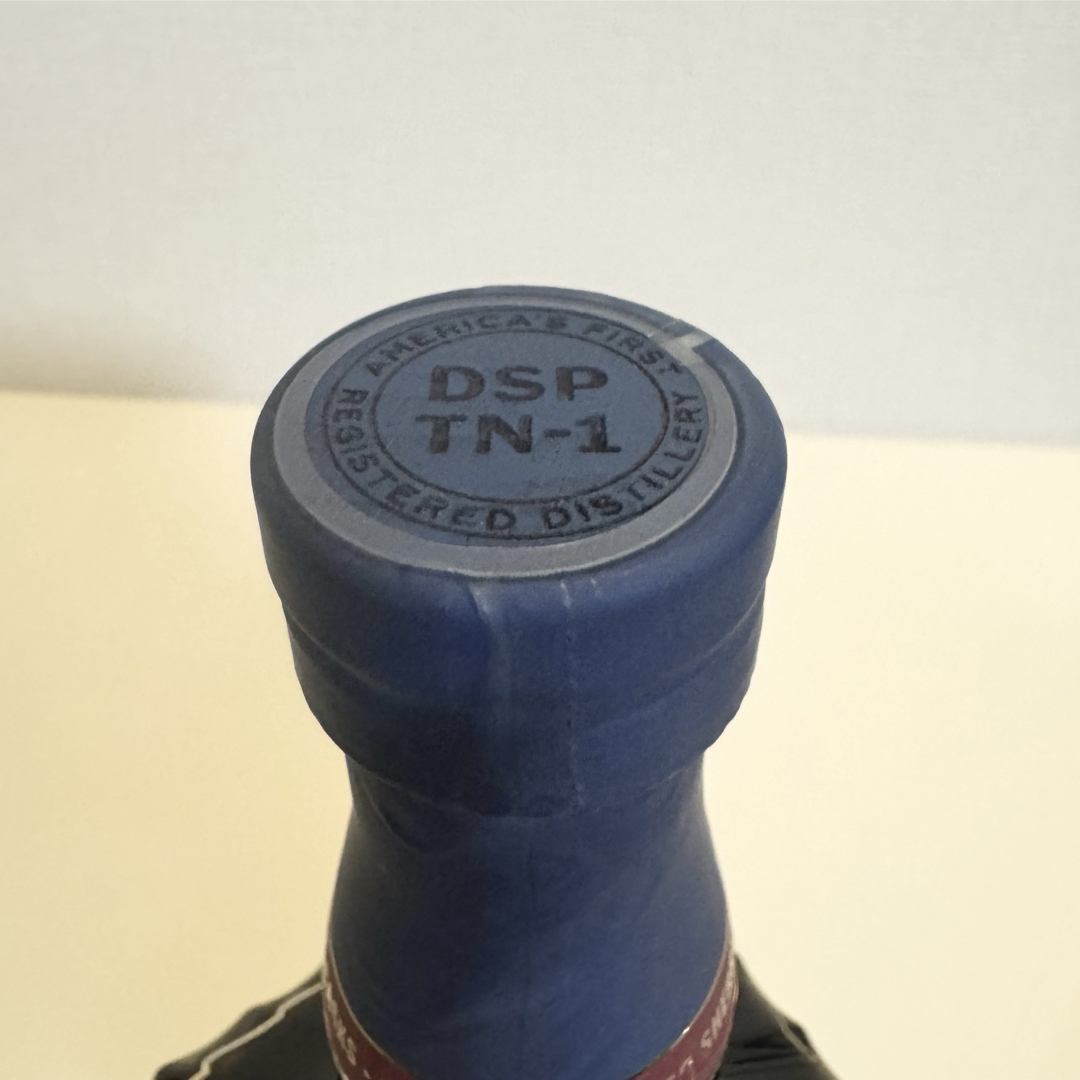 AMERICA'S FIRST
DSP
TN-1
REGISTERED DISTILLERY